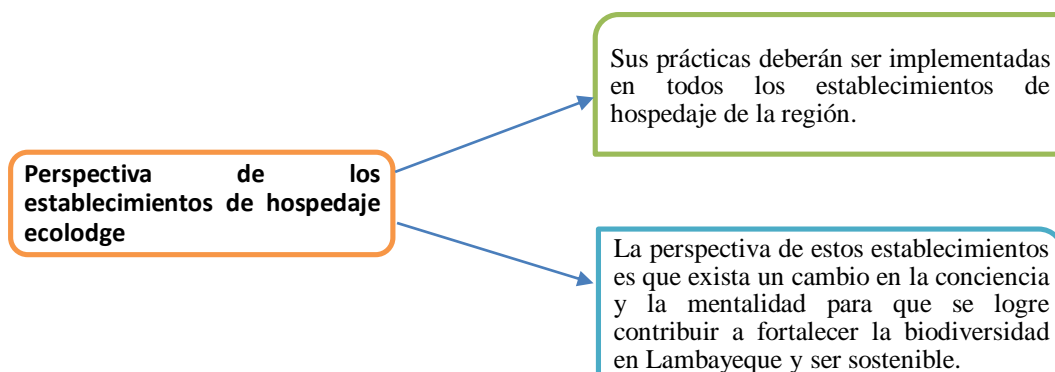 Sus prácticas deberán ser implementadas
en todos los establecimientos de
hospedaje de la región.
Perspectiva de los
establecimientos de hospedaje
ecolodge
La perspectiva de estos establecimientos
es que exista un cambio en la conciencia
y la mentalidad para que se logre
contribuir a fortalecer la biodiversidad
en Lambayeque y ser sostenible.